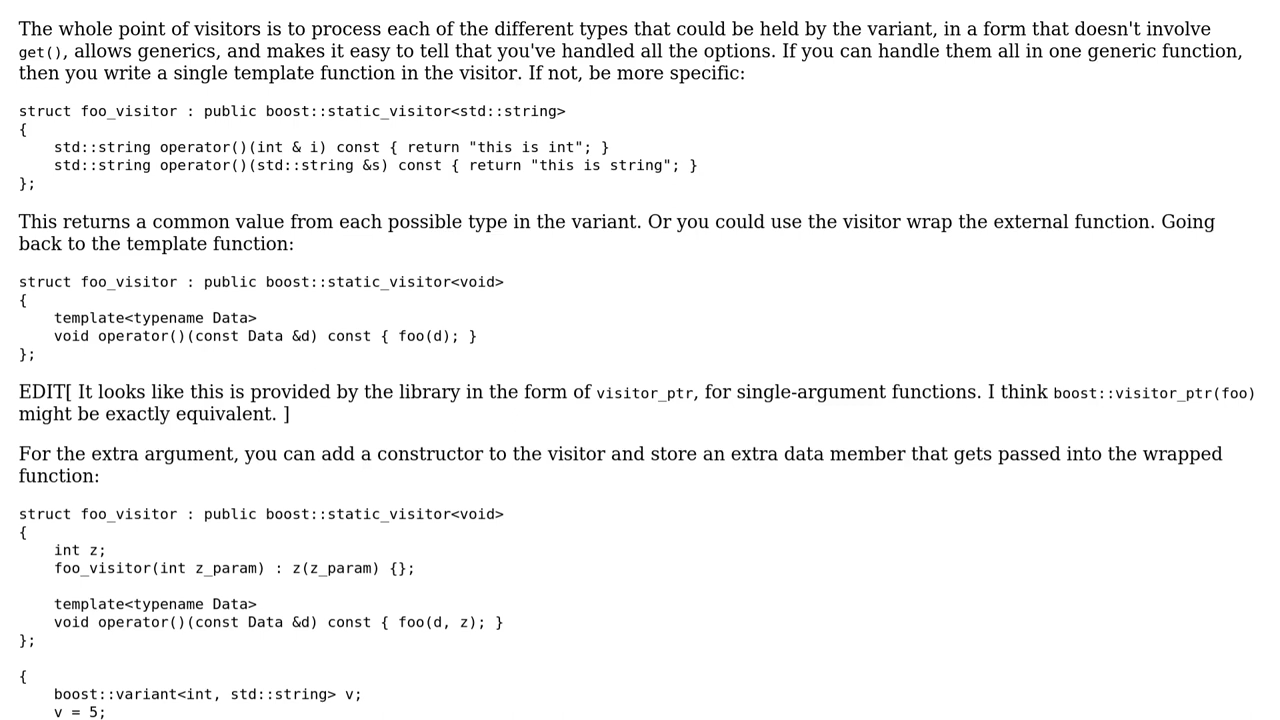 The whole point of visitors is to process each of the different types that could be held by the variant, in a form that doesn't involve
get(), allows generics, and makes it easy to tell that you've handled all the options. If you can handle them all in one generic function,
then you write a single template function in the visitor. If not, be more specific:
struct foo_visitor : public boost::static_visitor<std::string>
{
    std::string operator()(int & i) const { return "this is int"; }
    std::string operator()(std::string &s) const { return "this is string"; }
};
This returns a common value from each possible type in the variant. Or you could use the visitor wrap the external function. Going
back to the template function:
struct foo_visitor : public boost::static_visitor<void>
{
    template<typename Data>
    void operator()(const Data &d) const { foo(d); }
};
EDIT[ It looks like this is provided by the library in the form of visitor_ptr, for single-argument functions. I think boost::visitor_ptr(foo)
might be exactly equivalent. ]
For the extra argument, you can add a constructor to the visitor and store an extra data member that gets passed into the wrapped
function:
struct foo_visitor : public boost::static_visitor<void>
{
    int z;
    foo_visitor(int z_param) : z(z_param) {};
    template<typename Data>
    void operator()(const Data &d) const { foo(d, z); }
};
{
    boost::variant<int, std::string> v;
    v = 5;